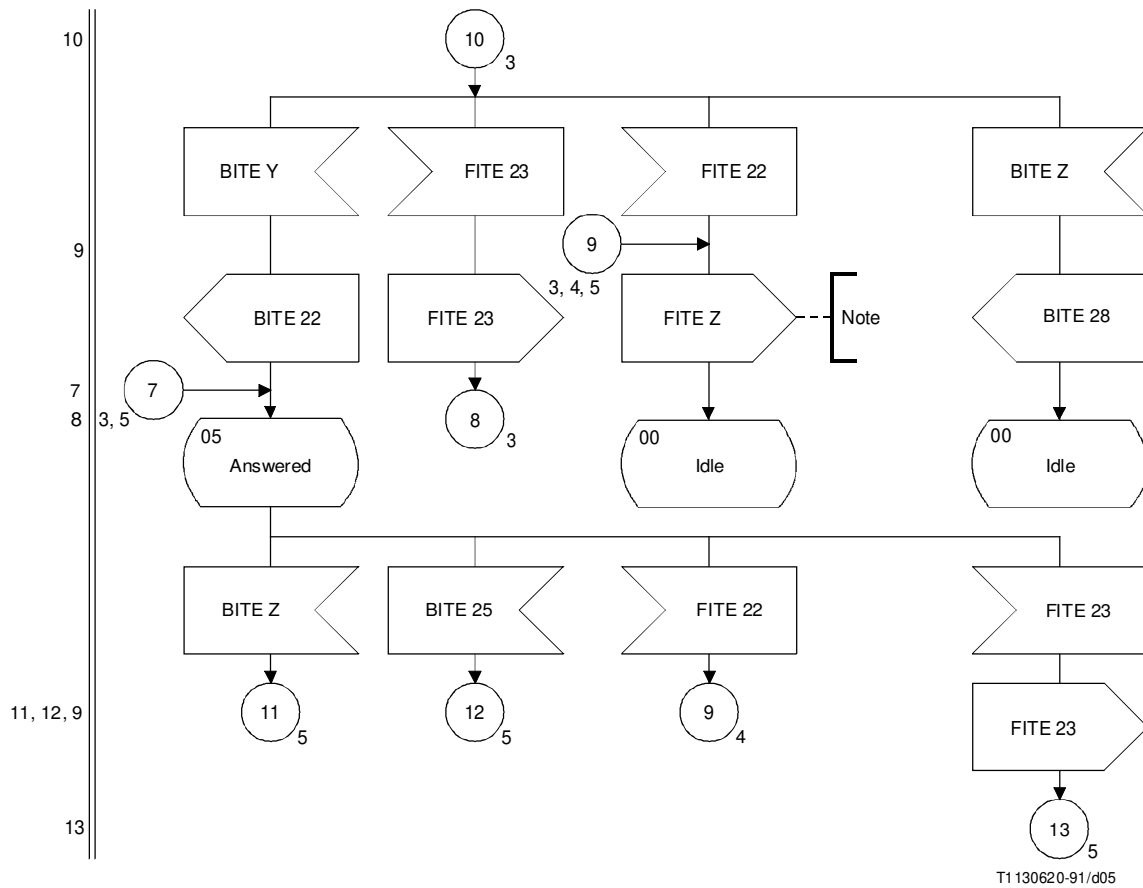 10
10
3
BITE Y
FITE 23
FITE 22
BITE Z
9
9
3, 4, 5
BITE 22
FITE 23
FITE Z
Note
BITE 28
7
7
8
3, 5
8
3
05
Answered
00
Idle
00
Idle
BITE Z
BITE 25
FITE 22
FITE 23
11, 12, 9
11
5
12
5
9
4
FITE 23
13
13
5
T1130620-91/d05